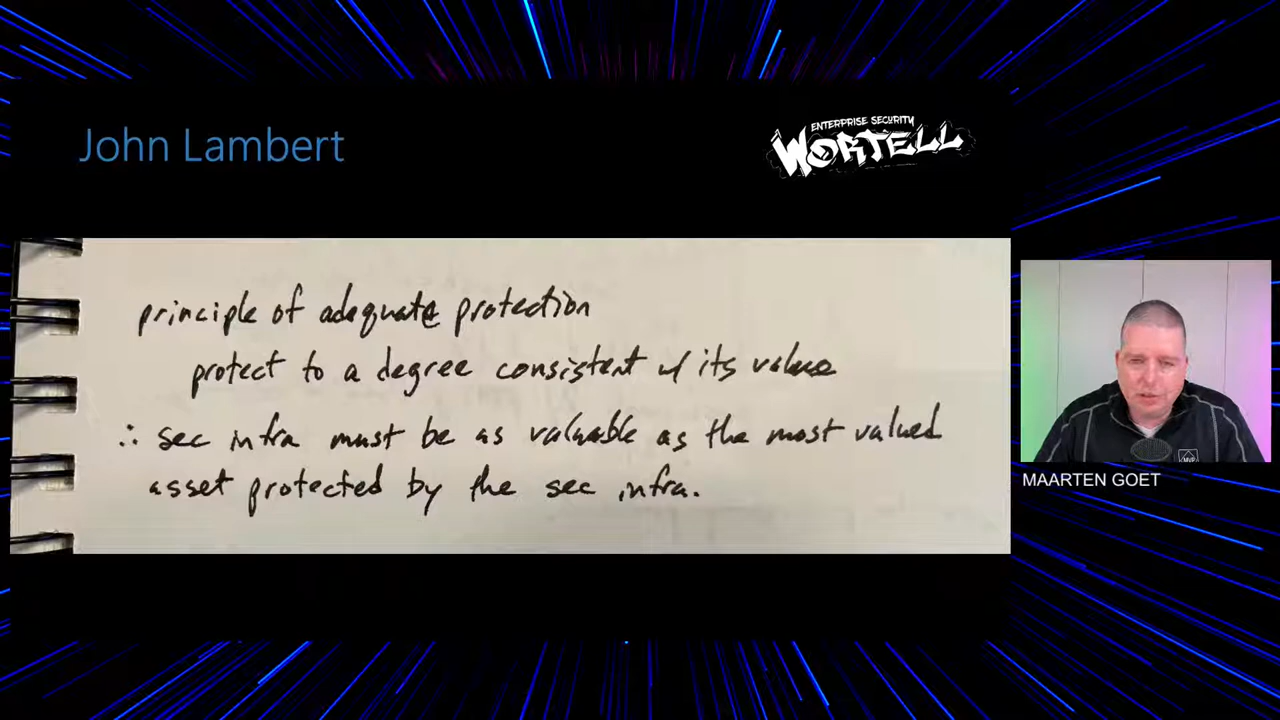 John Lambert
ENTERPRISE SECURITY
WORTELL
principle of adequate protection
protect to a degree consistent w/ its value
∴ sec infra must be as valuable as the most valued
asset protected by the sec infra.
MVP
MAARTEN GOET